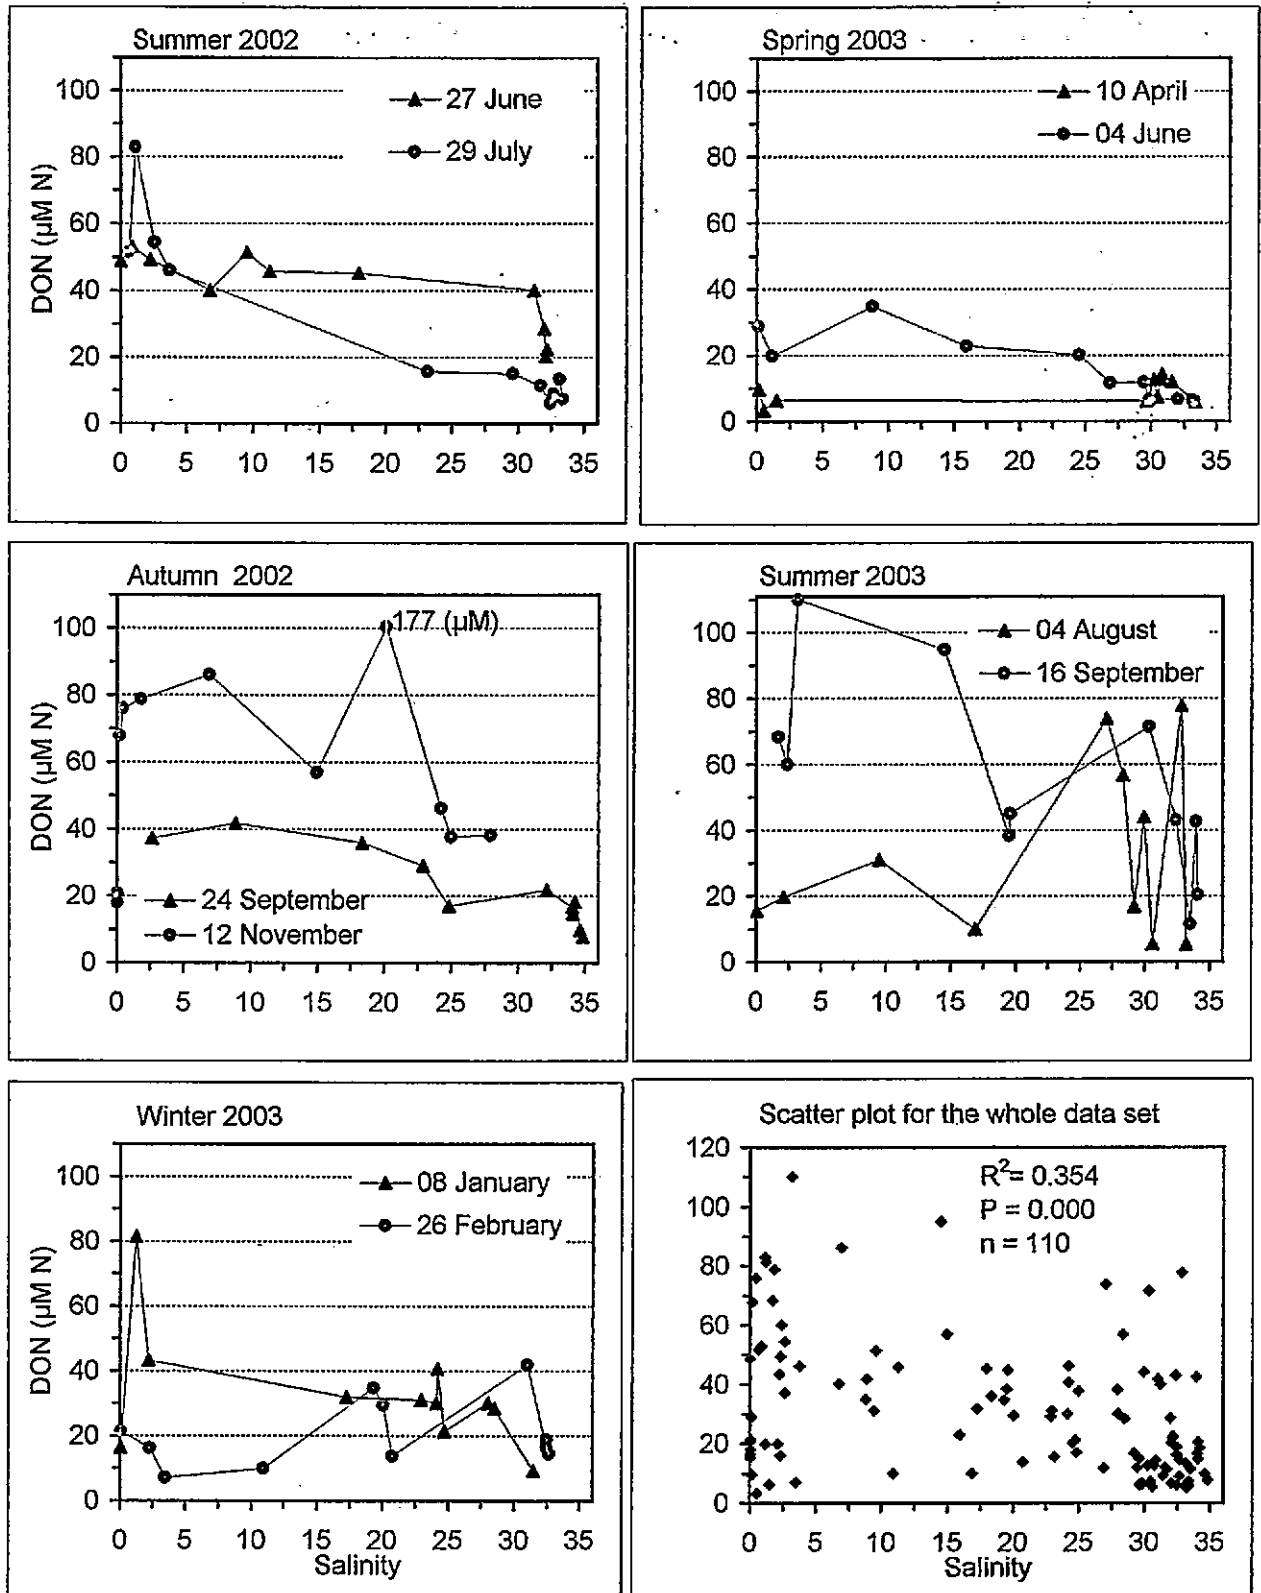 Summer 2002
27 June
29 July
DON (µM N)
100
80
60
40
20
0
0 5 10 15 20 25 30 35
Spring 2003
10 April
04 June
100
80
60
40
20
0
0 5 10 15 20 25 30 35
Autumn 2002
177 (µM)
24 September
12 November
DON (µM N)
100
80
60
40
20
0
0 5 10 15 20 25 30 35
Summer 2003
04 August
16 September
100
80
60
40
20
0
0 5 10 15 20 25 30 35
Winter 2003
08 January
26 February
DON (µM N)
100
80
60
40
20
0
0 5 10 15 20 25 30 35
Salinity
Scatter plot for the whole data set
R²= 0.354
P = 0.000
n = 110
120
100
80
60
40
20
0
0 5 10 15 20 25 30 35
Salinity